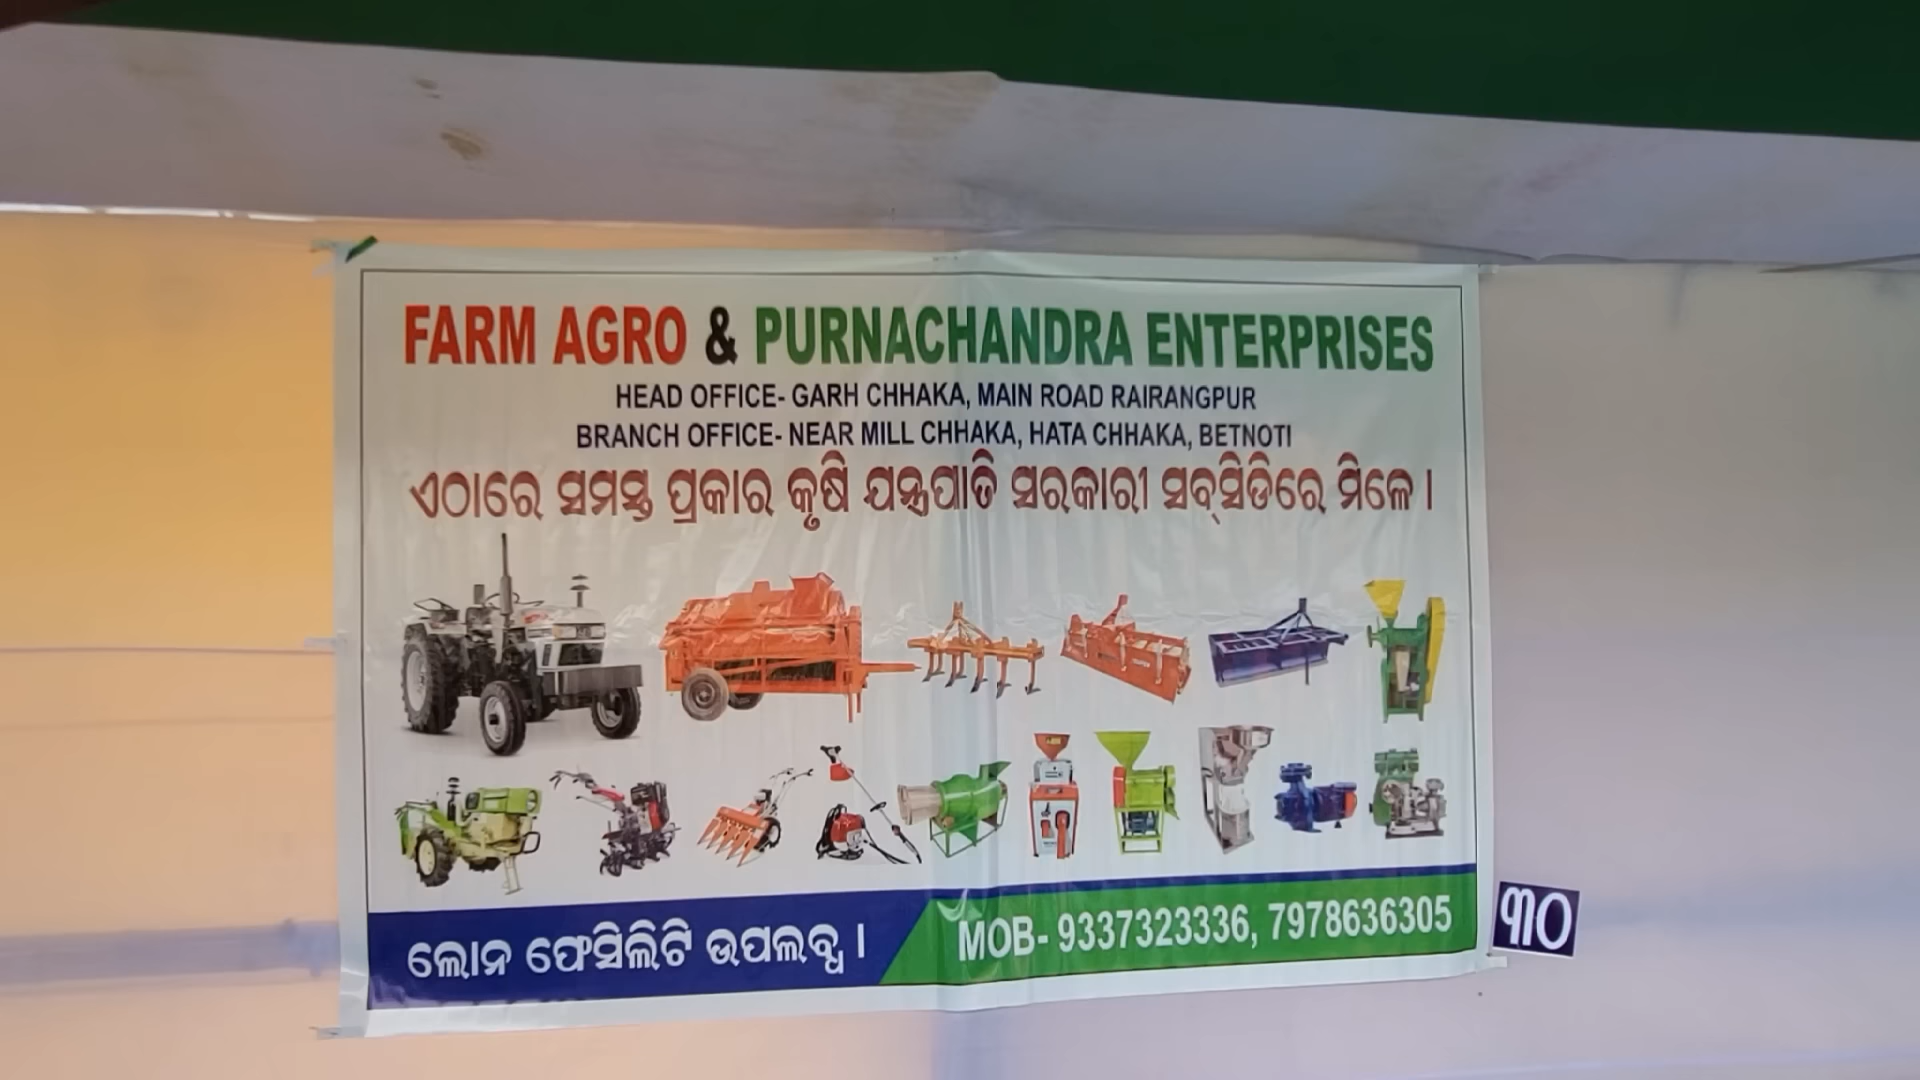 FARM AGRO & PURNACHANDRA ENTERPRISES
HEAD OFFICE- GARH CHHAKA, MAIN ROAD RAIRANGPUR
BRANCH OFFICE- NEAR MILL CHHAKA, HATA CHHAKA, BETNOTI
ଏଠାରେ ସମସ୍ତ ପ୍ରକାର କୃଷି ଯନ୍ତ୍ରପାତି ସରକାରୀ ସବ୍‌ସିଡିରେ ମିଳେ ।
ଲୋନ ଫେସିଲିଟି ଉପଲବ୍ଧ ।
MOB- 9337323336, 7978636305
୩୦